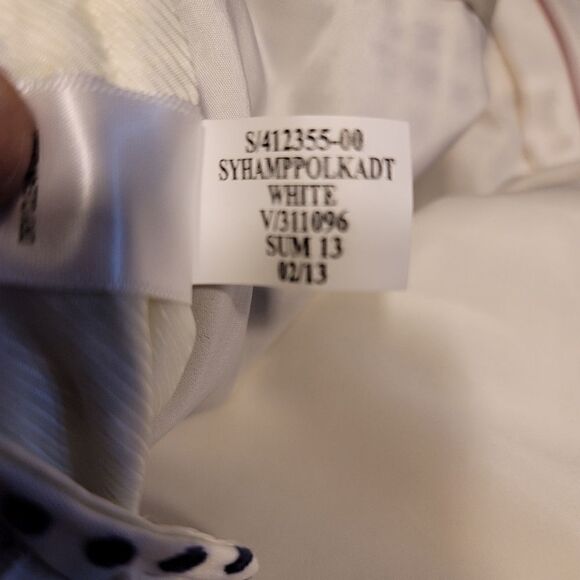 S/412355-00
SYHAMPPOLKADT
WHITE
V/311096
SUM 13
02/13